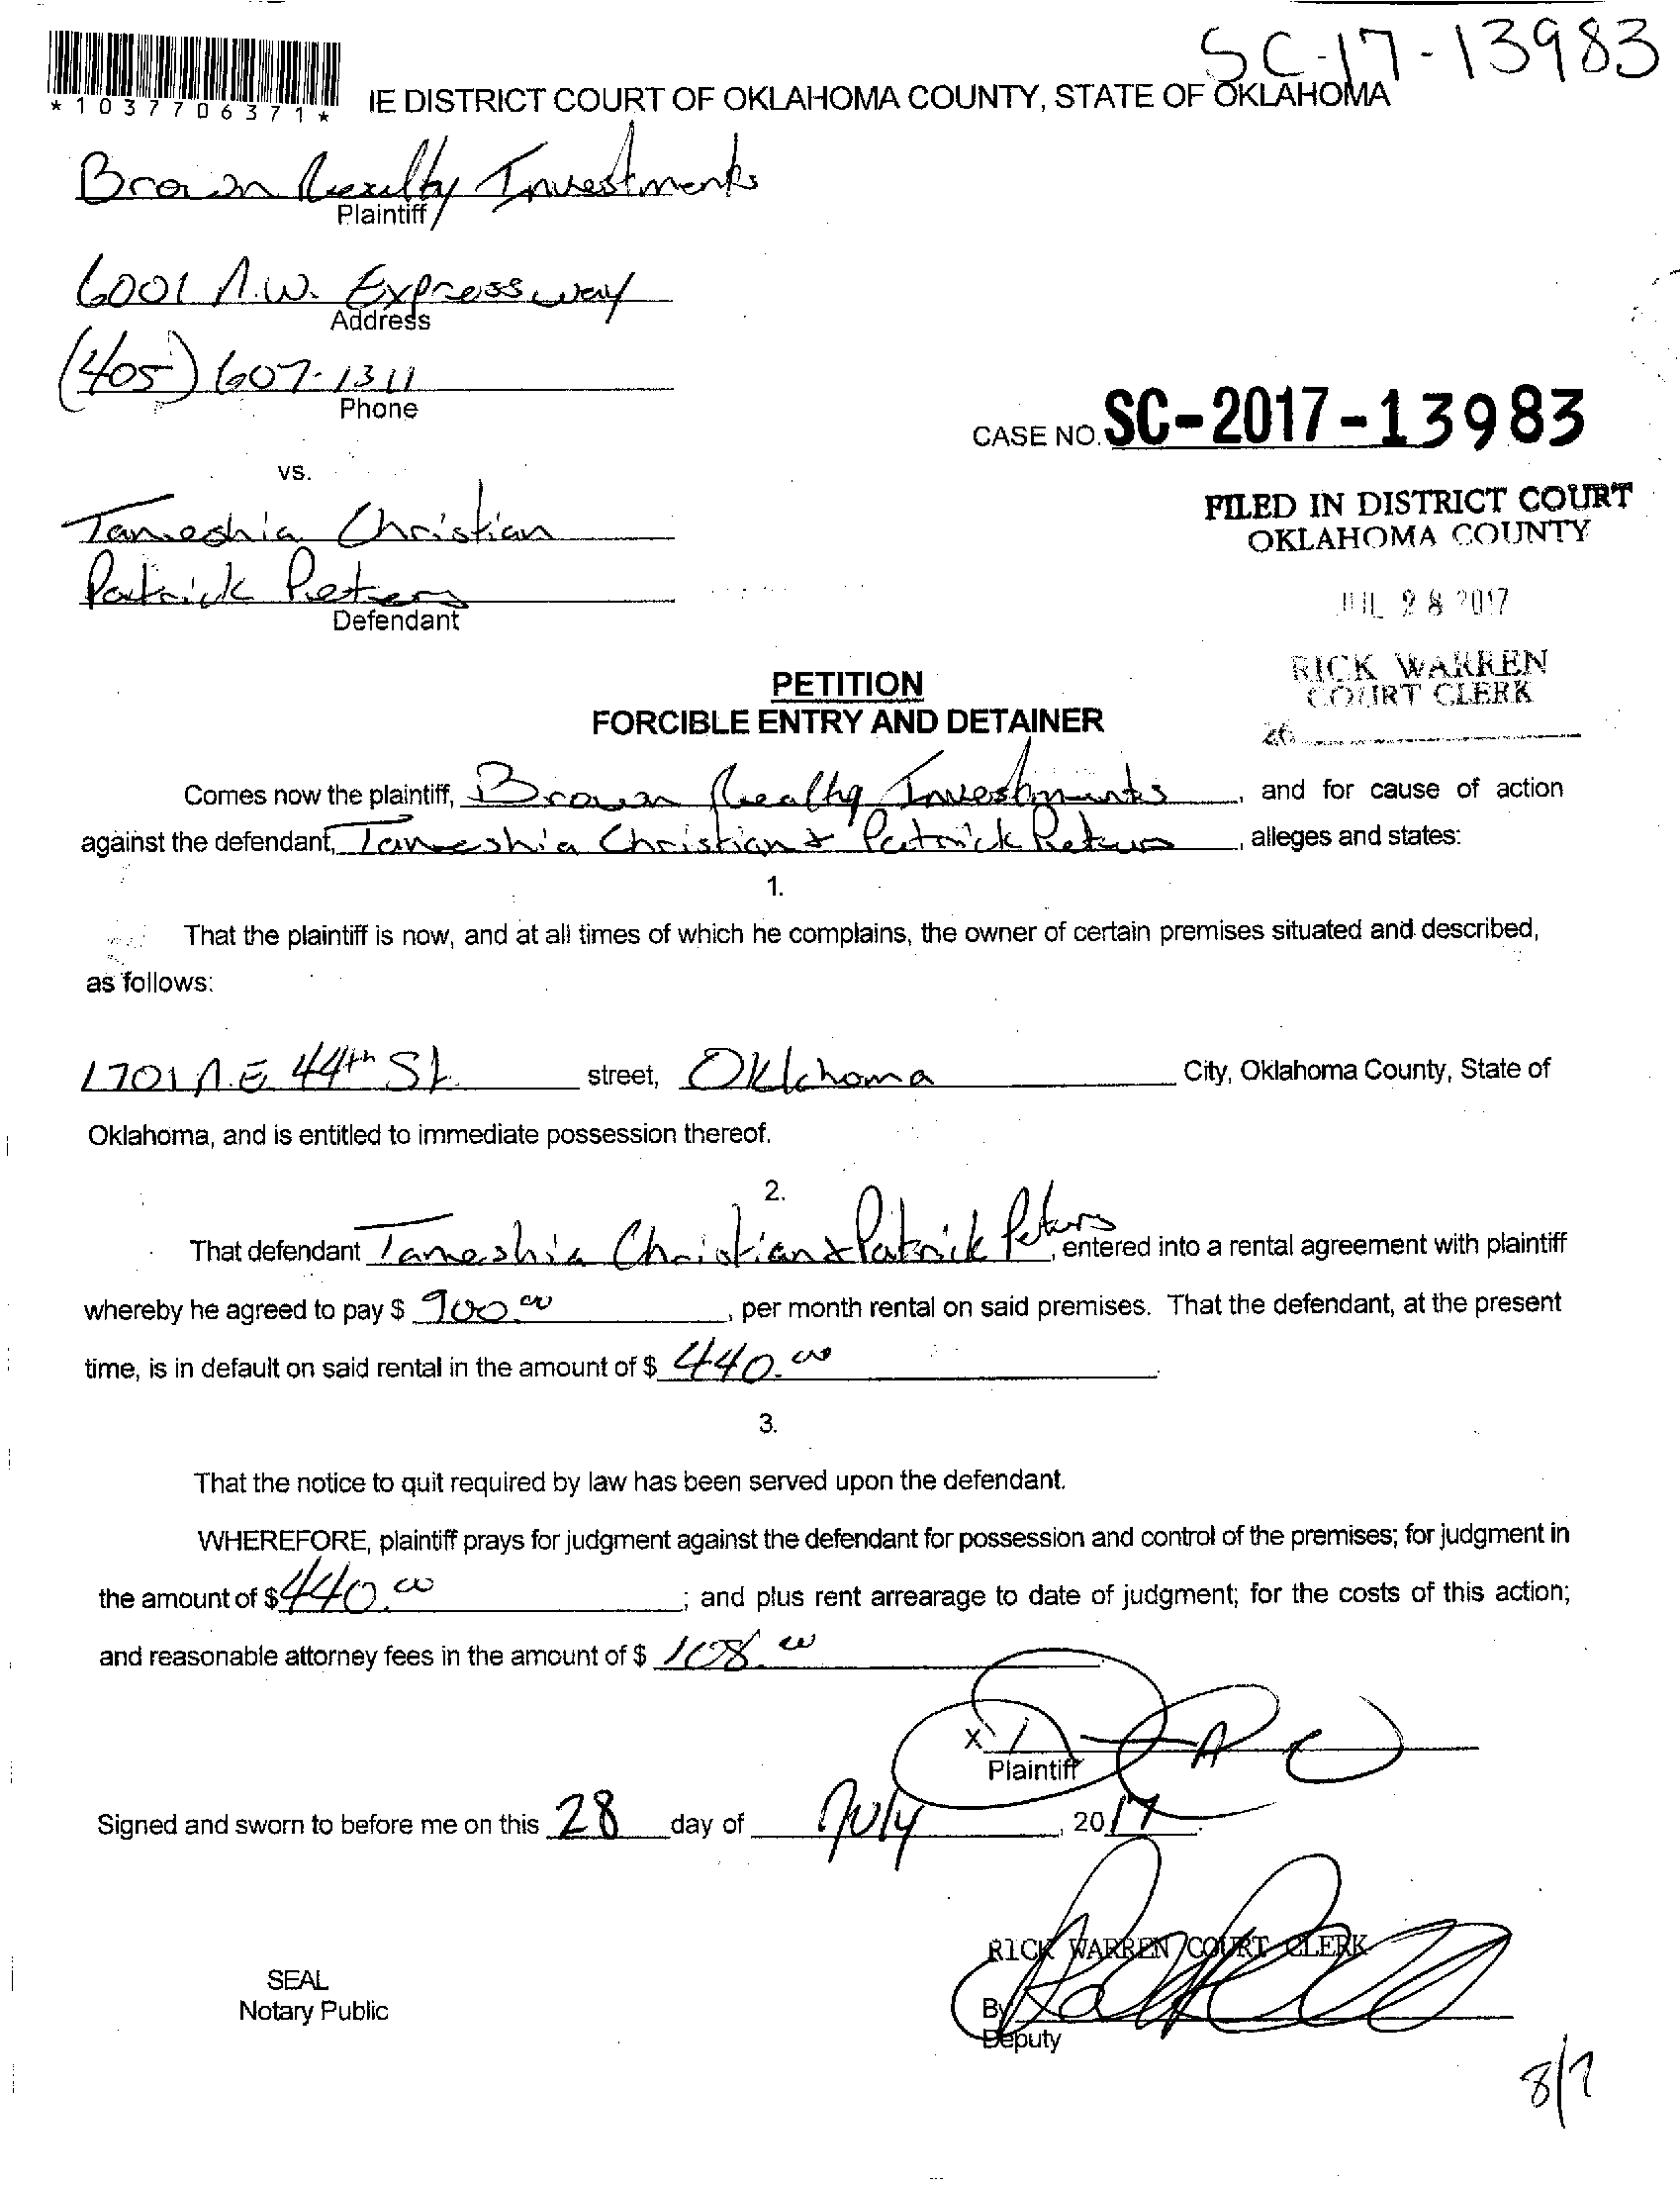 SC-17-13983
*1037706371*
IE DISTRICT COURT OF OKLAHOMA COUNTY, STATE OF OKLAHOMA
Brown Realty Investments
Plaintiff
6001 N.W. Expressway
Address
(405) 607-1311
Phone
CASE NO. SC-2017-13983
vs.
FILED IN DISTRICT COURT
OKLAHOMA COUNTY
Taneshia Christian
Patrick Peters
Defendant
JUL 28 2017
RICK WARREN
COURT CLERK
26
PETITION
FORCIBLE ENTRY AND DETAINER
Comes now the plaintiff, Brown Realty Investments, and for cause of action
against the defendant, Taneshia Christian & Patrick Peters, alleges and states:
1.
That the plaintiff is now, and at all times of which he complains, the owner of certain premises situated and described,
as follows:
1701 N.E 44th St. street, Oklahoma City, Oklahoma County, State of
Oklahoma, and is entitled to immediate possession thereof.
2.
That defendant Taneshia Christian & Patrick Peters, entered into a rental agreement with plaintiff
whereby he agreed to pay $ 900.00, per month rental on said premises. That the defendant, at the present
time, is in default on said rental in the amount of $ 440.00.
3.
That the notice to quit required by law has been served upon the defendant.
WHEREFORE, plaintiff prays for judgment against the defendant for possession and control of the premises; for judgment in
the amount of $ 440.00; and plus rent arrearage to date of judgment; for the costs of this action;
and reasonable attorney fees in the amount of $ 108.00
X
Plaintiff
Signed and sworn to before me on this 28 day of July, 2017.
RICK WARREN COURT CLERK
SEAL
Notary Public
By
Deputy
8/7